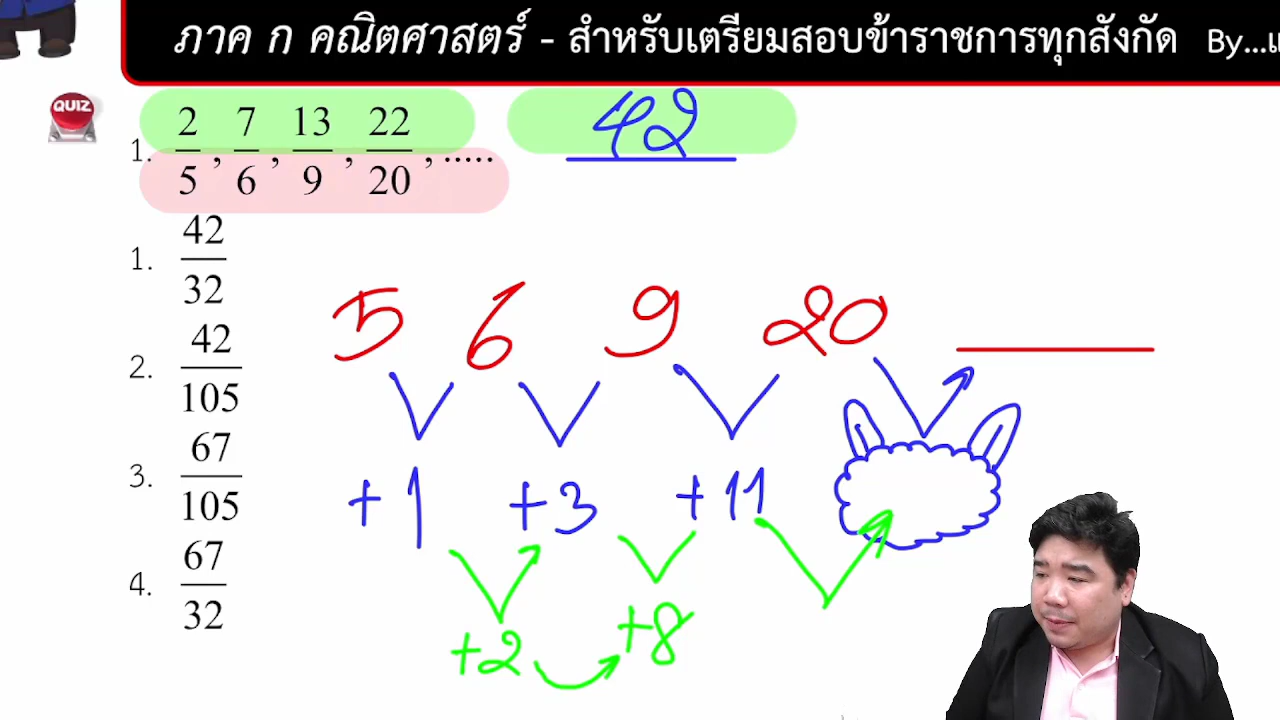 ภาค ก คณิตศาสตร์ - สำหรับเตรียมสอบข้าราชการทุกสังกัด By...
QUIZ
1. 2/5 , 7/6 , 13/9 , 22/20 , ..... 42
1. 42/32
2. 42/105
3. 67/105
4. 67/32
5 6 9 20
+1 +3 +11
+2 +8